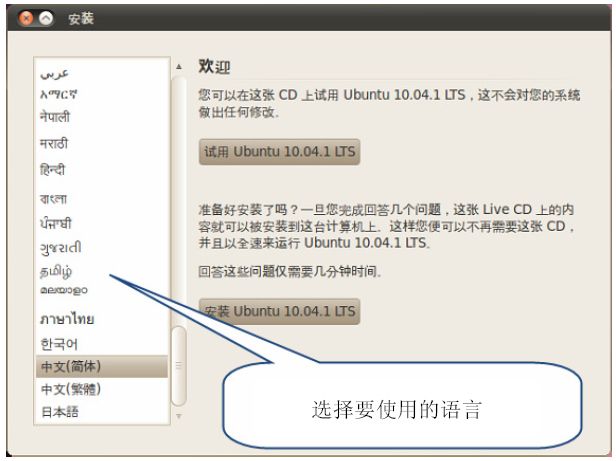 安装
عربي
አማርኛ
नेपाली
मराठी
हिन्दी
বাংলা
ਪੰਜਾਬੀ
ગુજરાતી
தமிழ்
മലയാളം
ภาษาไทย
한국어
中文(简体)
中文(繁體)
日本語
欢迎
您可以在这张 CD 上试用 Ubuntu 10.04.1 LTS，这不会对您的系统
做出任何修改.
试用 Ubuntu 10.04.1 LTS
准备好安装了吗？一旦您完成回答几个问题，这张 Live CD 上的内
容就可以被安装到这台计算机上。这样您便可以不再需要这张 CD，
并且以全速来运行 Ubuntu 10.04.1 LTS。
回答这些问题仅需要几分钟时间.
安装 Ubuntu 10.04.1 LTS
选择要使用的语言